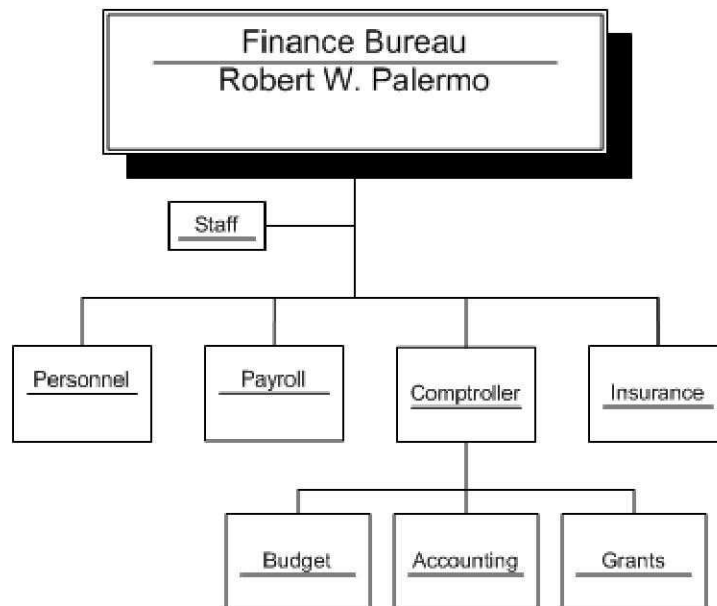 Finance Bureau
Robert W. Palermo
Staff
Personnel
Payroll
Comptroller
Insurance
Budget
Accounting
Grants